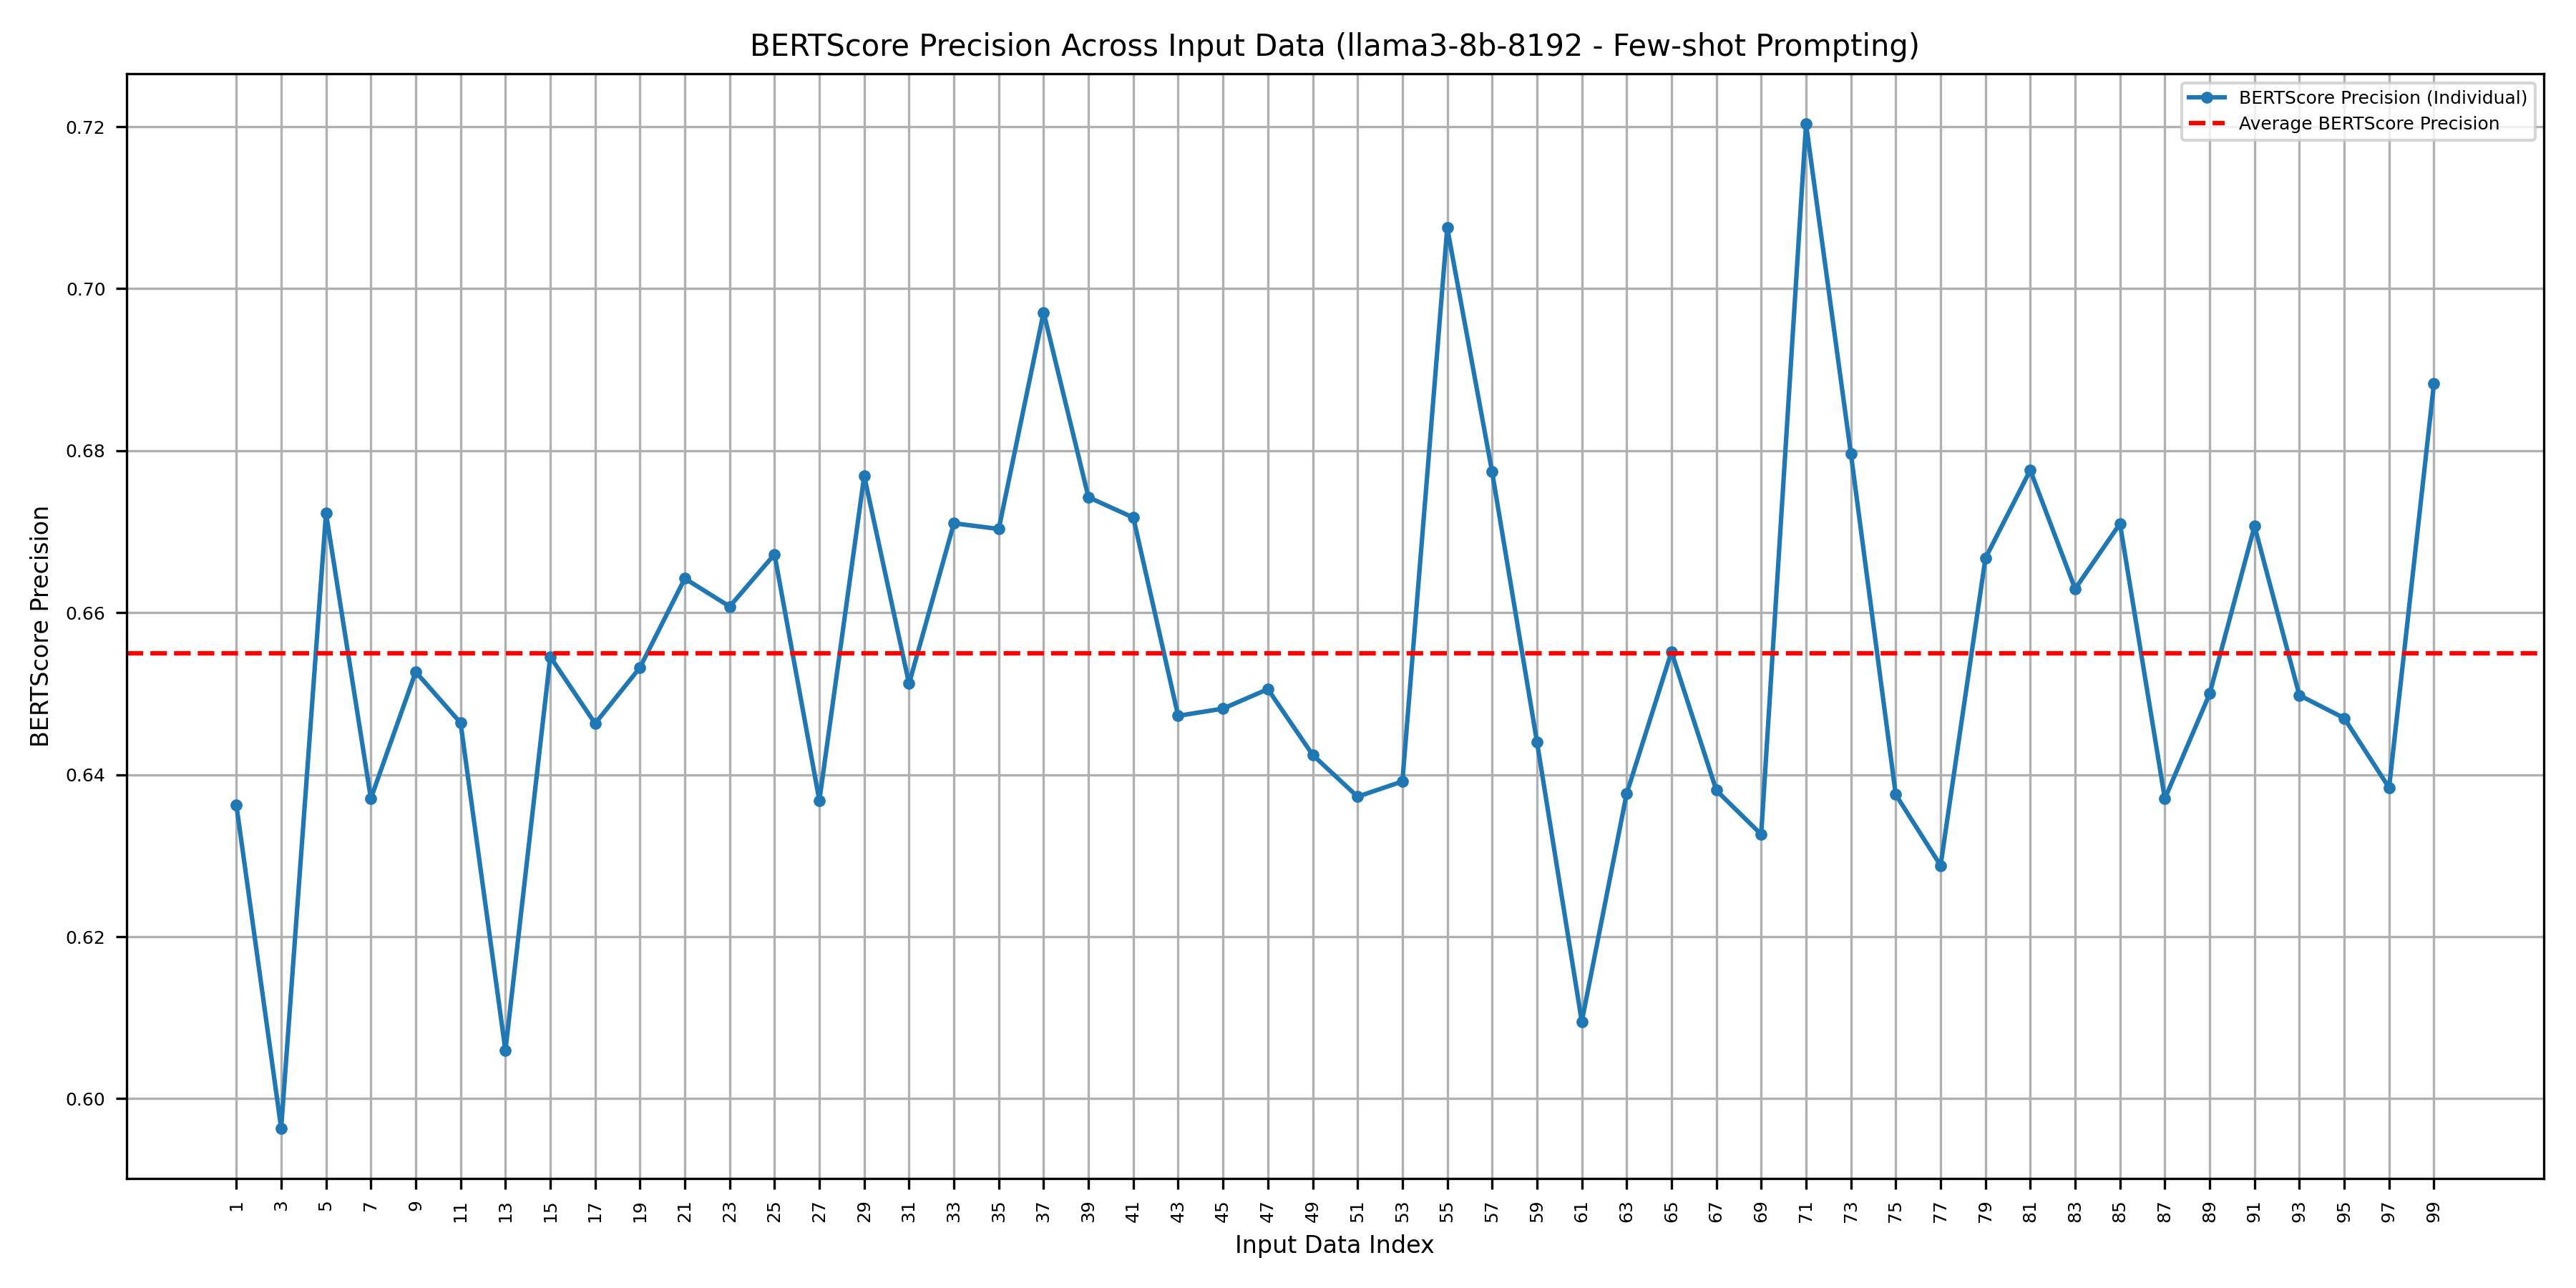 BERTScore Precision Across Input Data (llama3-8b-8192 - Few-shot Prompting)
BERTScore Precision (Individual)
Average BERTScore Precision
BERTScore Precision
0.72
0.70
0.68
0.66
0.64
0.62
0.60
1 3 5 7 9 11 13 15 17 19 21 23 25 27 29 31 33 35 37 39 41 43 45 47 49 51 53 55 57 59 61 63 65 67 69 71 73 75 77 79 81 83 85 87 89 91 93 95 97 99
Input Data Index